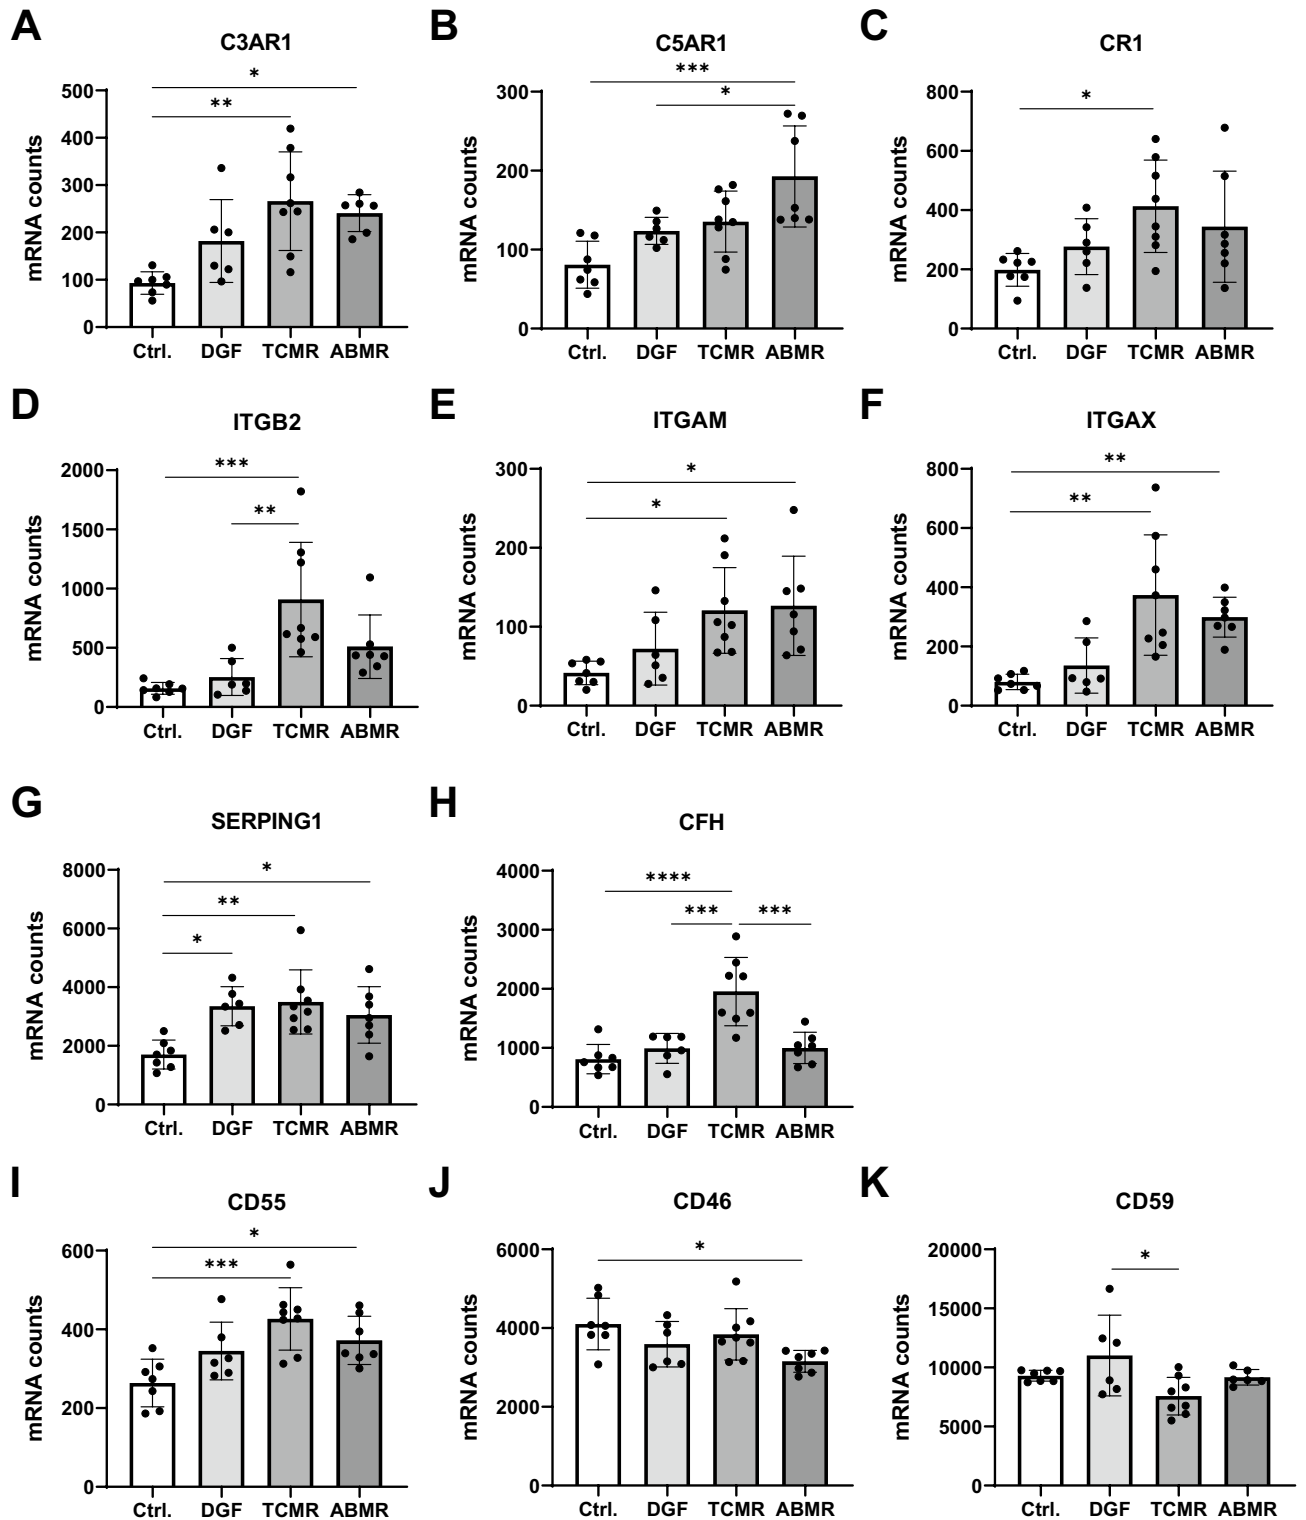 A
C3AR1
mRNA counts
500
400
300
200
100
0
*
**
Ctrl. DGF TCMR ABMR
B
C5AR1
mRNA counts
300
200
100
0
***
*
Ctrl. DGF TCMR ABMR
C
CR1
mRNA counts
800
600
400
200
0
*
Ctrl. DGF TCMR ABMR
D
ITGB2
mRNA counts
2000
1500
1000
500
0
***
**
Ctrl. DGF TCMR ABMR
E
ITGAM
mRNA counts
300
200
100
0
*
*
Ctrl. DGF TCMR ABMR
F
ITGAX
mRNA counts
800
600
400
200
0
**
**
Ctrl. DGF TCMR ABMR
G
SERPING1
mRNA counts
8000
6000
4000
2000
0
*
**
*
Ctrl. DGF TCMR ABMR
H
CFH
mRNA counts
4000
3000
2000
1000
0
****
*** ***
Ctrl. DGF TCMR ABMR
I
CD55
mRNA counts
600
400
200
0
*
***
Ctrl. DGF TCMR ABMR
J
CD46
mRNA counts
6000
4000
2000
0
*
Ctrl. DGF TCMR ABMR
K
CD59
mRNA counts
20000
15000
10000
5000
0
*
Ctrl. DGF TCMR ABMR